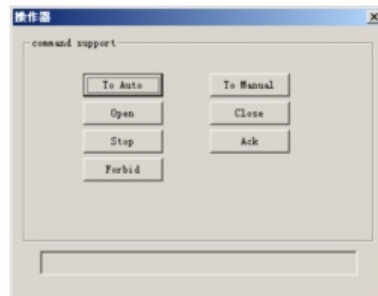 操作器
command support
To Auto
To Manual
Open
Close
Stop
Ack
Forbid